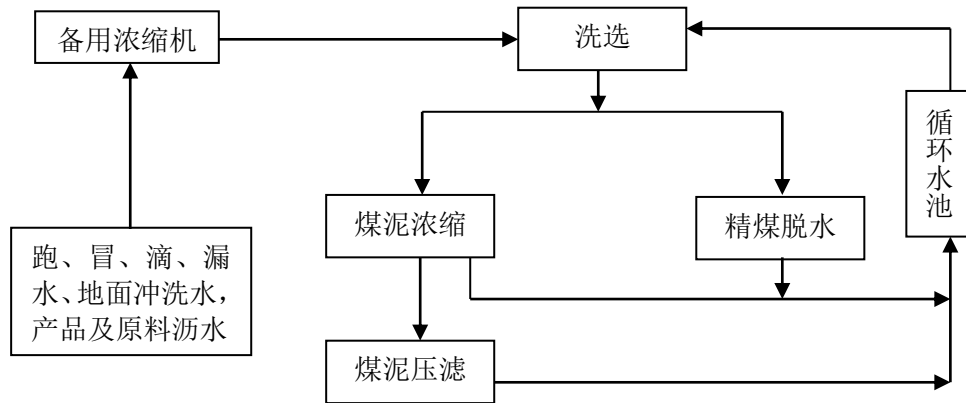 备用浓缩机
洗选
循
环
水
池
煤泥浓缩
精煤脱水
跑、冒、滴、漏
水、地面冲洗水，
产品及原料沥水
煤泥压滤